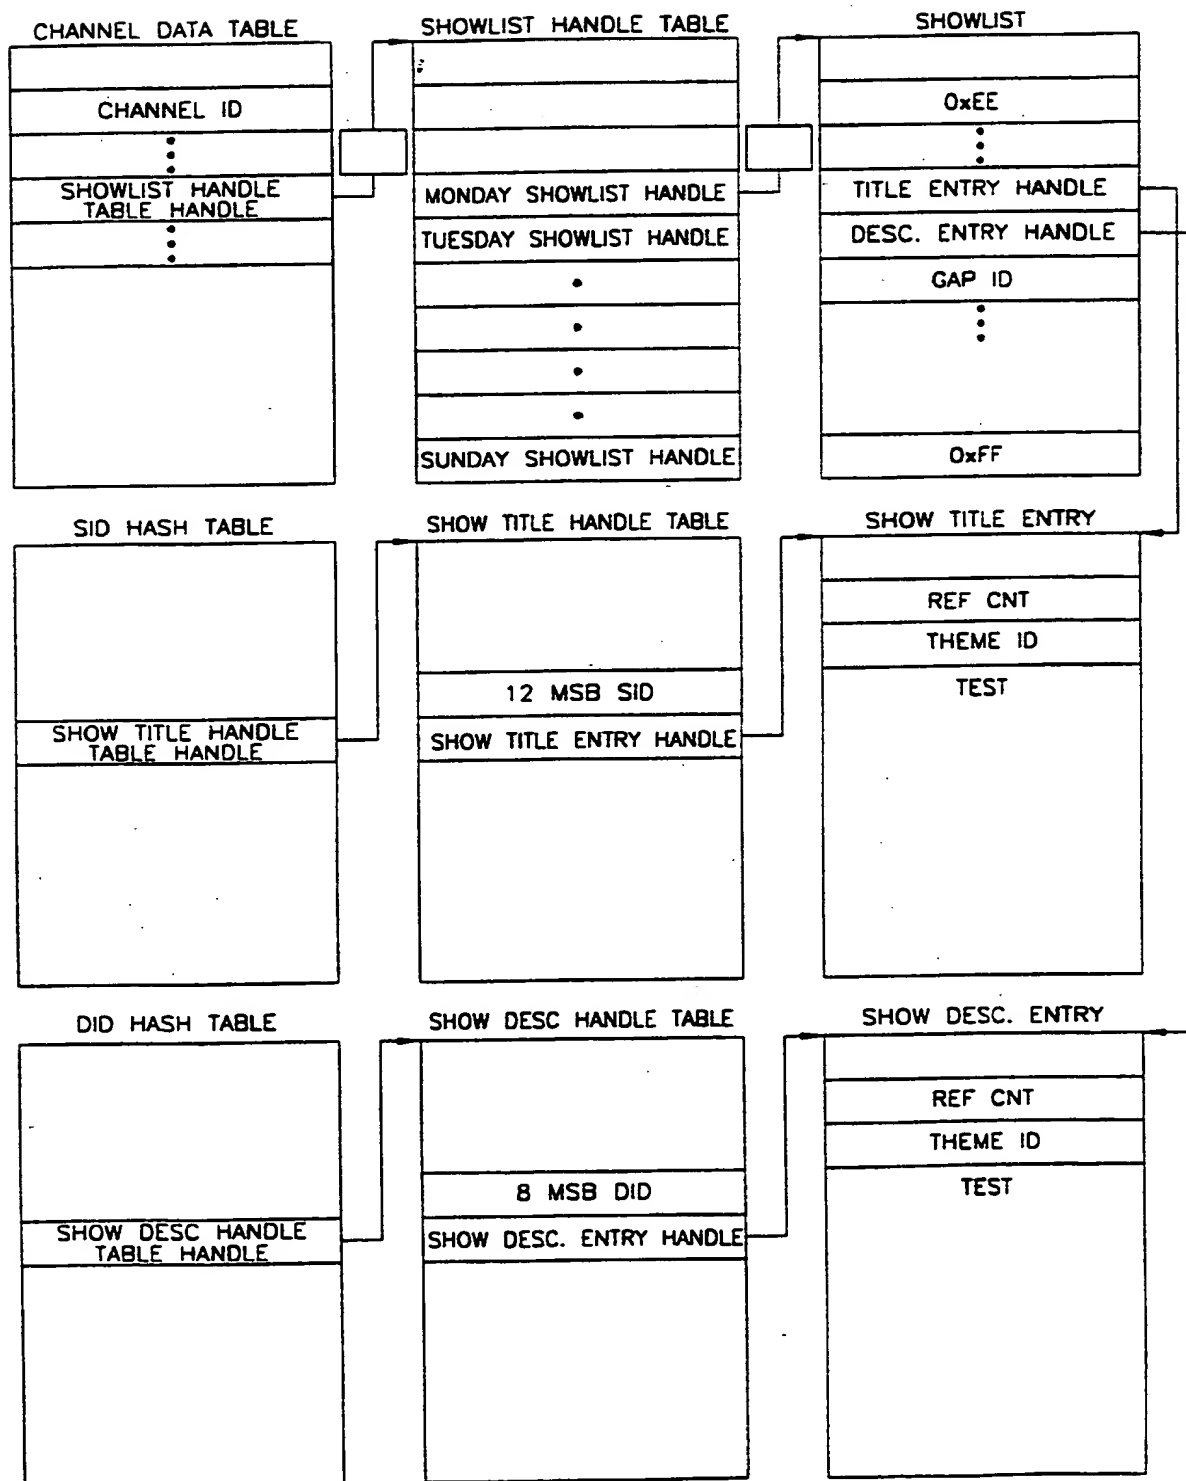 CHANNEL DATA TABLE
CHANNEL ID
SHOWLIST HANDLE
TABLE HANDLE
SHOWLIST HANDLE TABLE
MONDAY SHOWLIST HANDLE
TUESDAY SHOWLIST HANDLE
SUNDAY SHOWLIST HANDLE
SHOWLIST
0xEE
TITLE ENTRY HANDLE
DESC. ENTRY HANDLE
GAP ID
0xFF
SID HASH TABLE
SHOW TITLE HANDLE
TABLE HANDLE
SHOW TITLE HANDLE TABLE
12 MSB SID
SHOW TITLE ENTRY HANDLE
SHOW TITLE ENTRY
REF CNT
THEME ID
TEST
DID HASH TABLE
SHOW DESC HANDLE
TABLE HANDLE
SHOW DESC HANDLE TABLE
8 MSB DID
SHOW DESC. ENTRY HANDLE
SHOW DESC. ENTRY
REF CNT
THEME ID
TEST